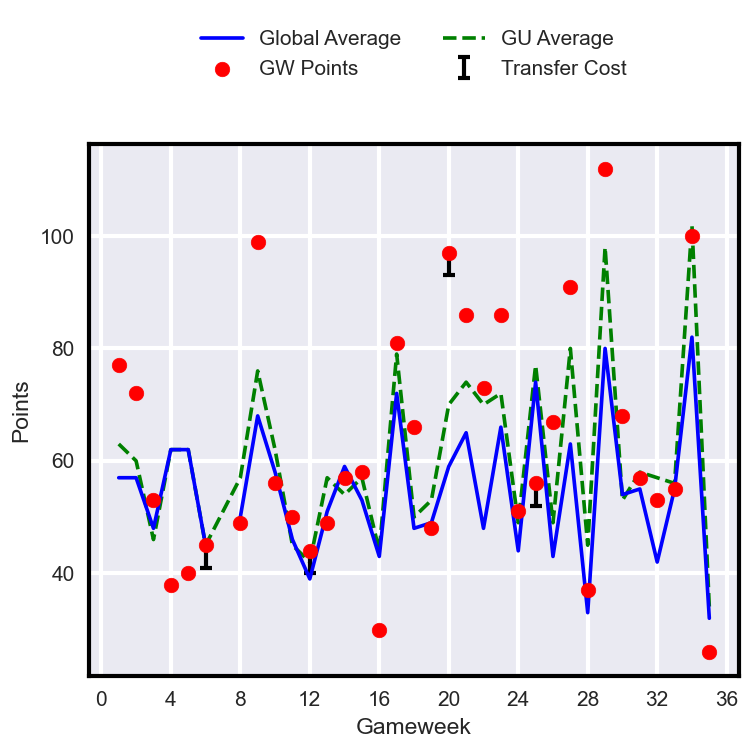 Global Average GU Average
GW Points Transfer Cost
100
80
60
40
Points
0 4 8 12 16 20 24 28 32 36
Gameweek